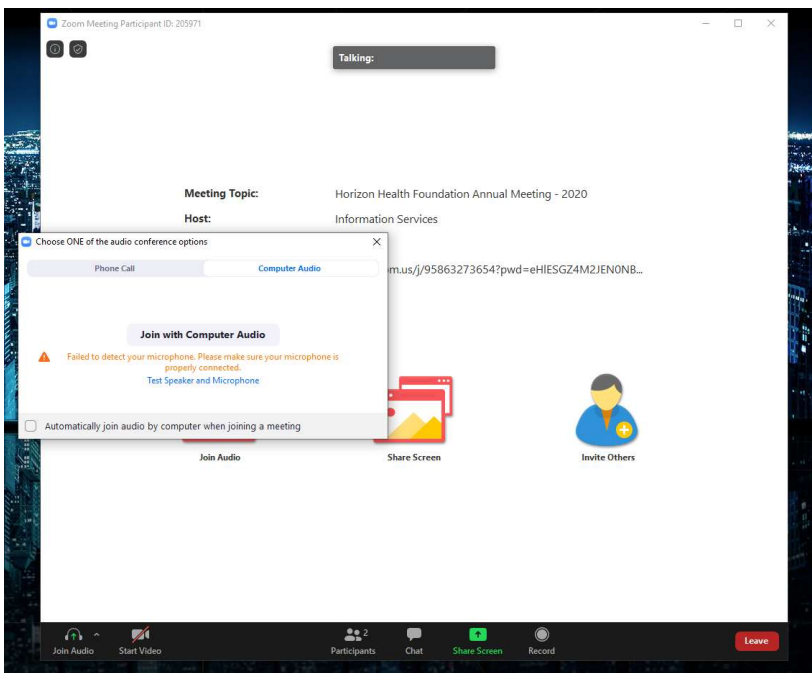 Zoom Meeting Participant ID: 205971
Talking:
Meeting Topic: Horizon Health Foundation Annual Meeting - 2020
Host: Information Services
Choose ONE of the audio conference options
Phone Call Computer Audio
om.us/j/95863273654?pwd=eHlESGZ4M2JEN0NB...
Join with Computer Audio
Failed to detect your microphone. Please make sure your microphone is
properly connected.
Test Speaker and Microphone
Automatically join audio by computer when joining a meeting
Join Audio Share Screen Invite Others
2
Join Audio Start Video Participants Chat Share Screen Record Leave